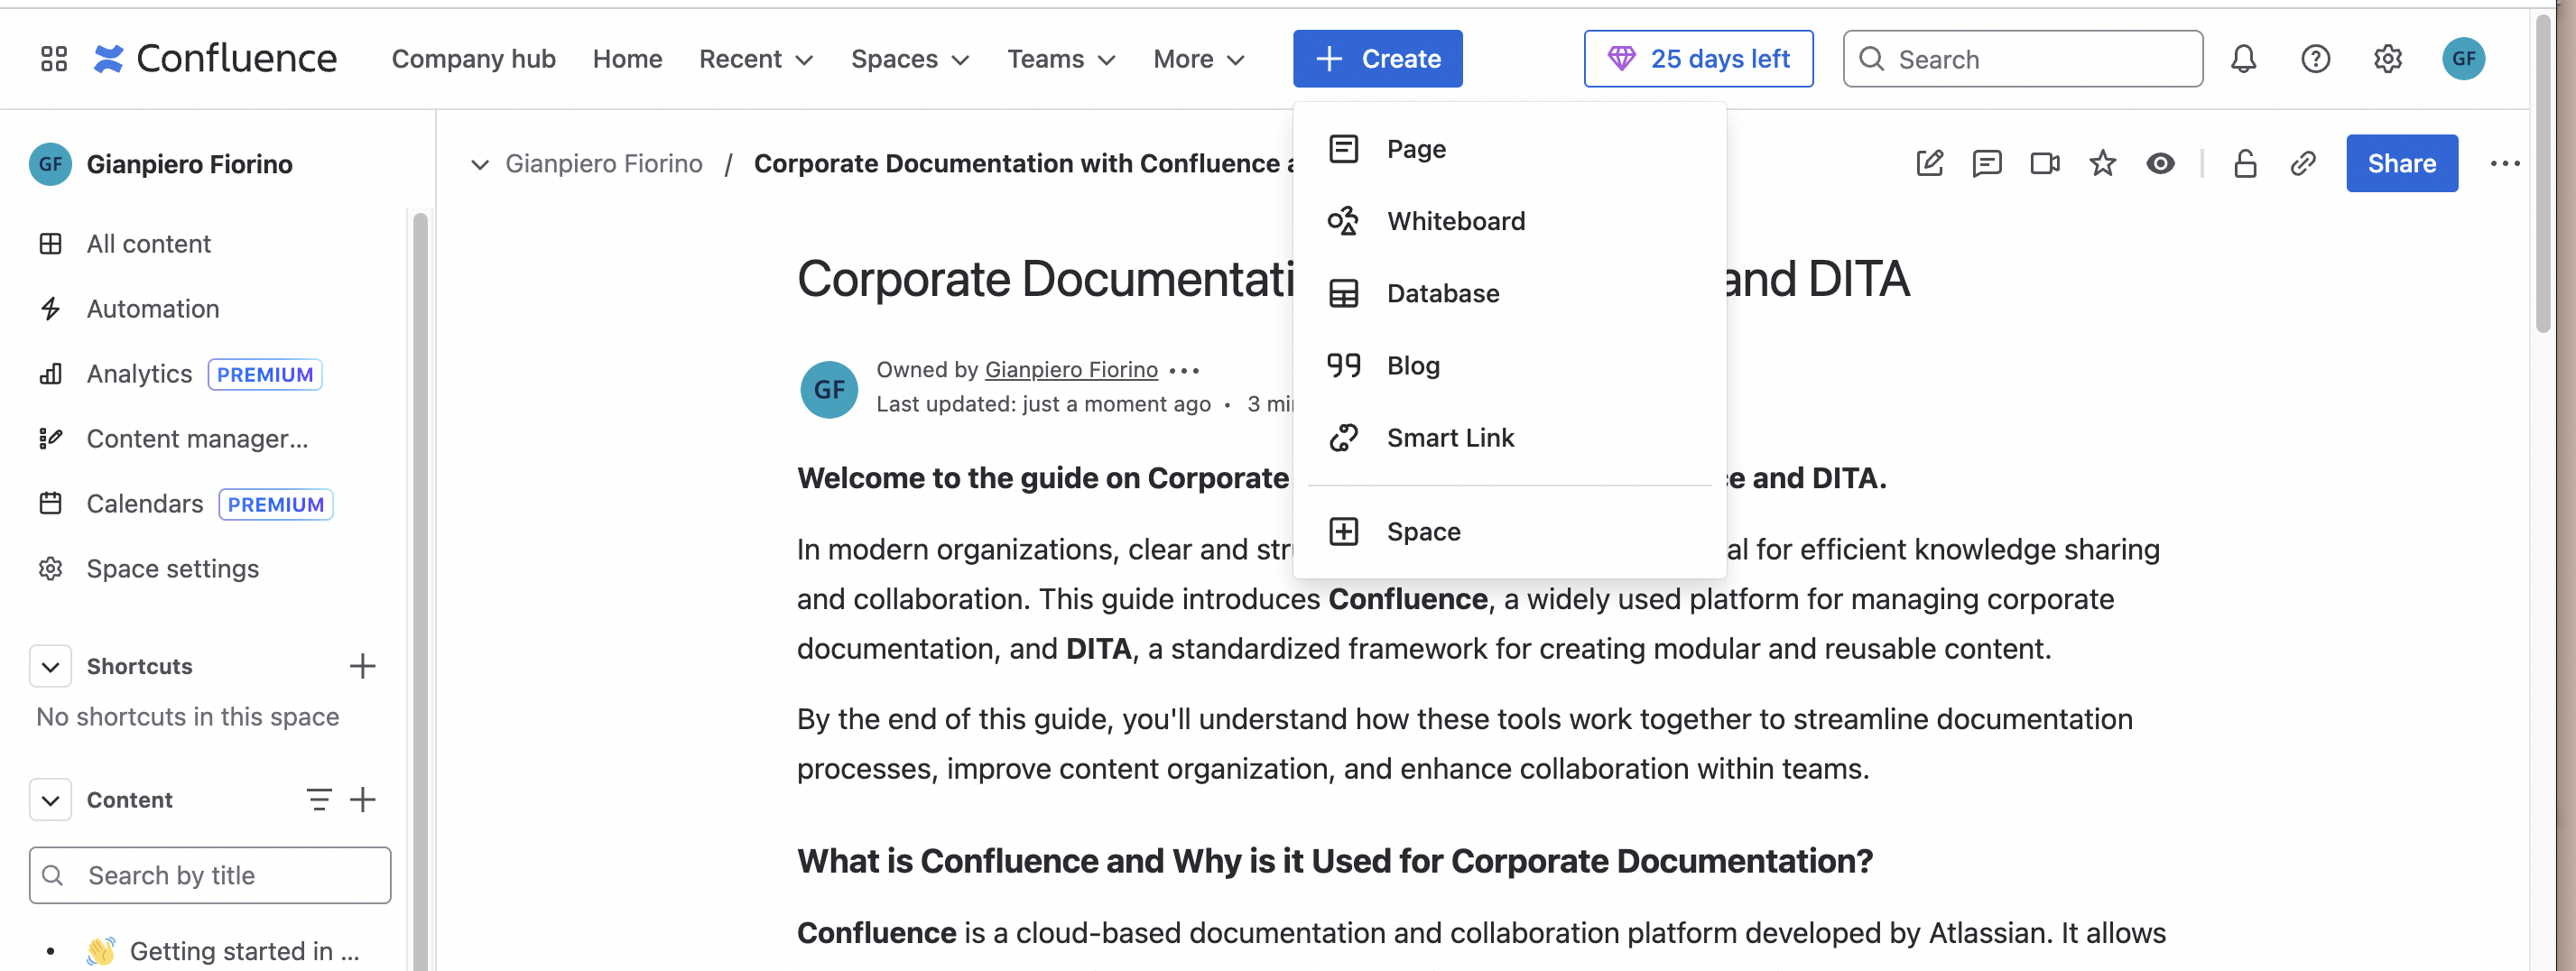 Confluence Company hub Home Recent Spaces Teams More Create 25 days left Search GF
GF Gianpiero Fiorino
All content
Automation
Analytics PREMIUM
Content manager...
Calendars PREMIUM
Space settings
Shortcuts
No shortcuts in this space
Content
Search by title
👋 Getting started in ...
Page
Whiteboard
Database
Blog
Smart Link
Space
Gianpiero Fiorino / Corporate Documentation with Confluence Share
Corporate and DITA
GF Owned by Gianpiero Fiorino
Last updated: just a moment ago • 3
Welcome to the guide on Corporate and DITA.
In modern organizations, clear and for efficient knowledge sharing
and collaboration. This guide introduces Confluence, a widely used platform for managing corporate
documentation, and DITA, a standardized framework for creating modular and reusable content.
By the end of this guide, you'll understand how these tools work together to streamline documentation
processes, improve content organization, and enhance collaboration within teams.
What is Confluence and Why is it Used for Corporate Documentation?
Confluence is a cloud-based documentation and collaboration platform developed by Atlassian. It allows